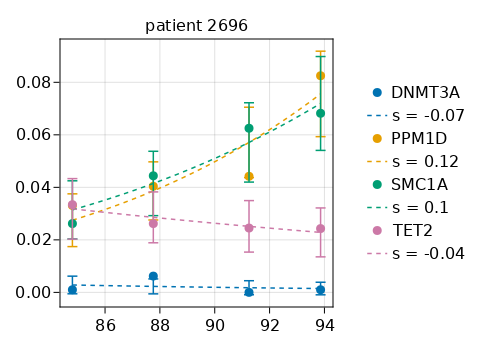 patient 2696
0.08
0.06
0.04
0.02
0.00
86
88
90
92
94
DNMT3A
s = -0.07
PPM1D
s = 0.12
SMC1A
s = 0.1
TET2
s = -0.04